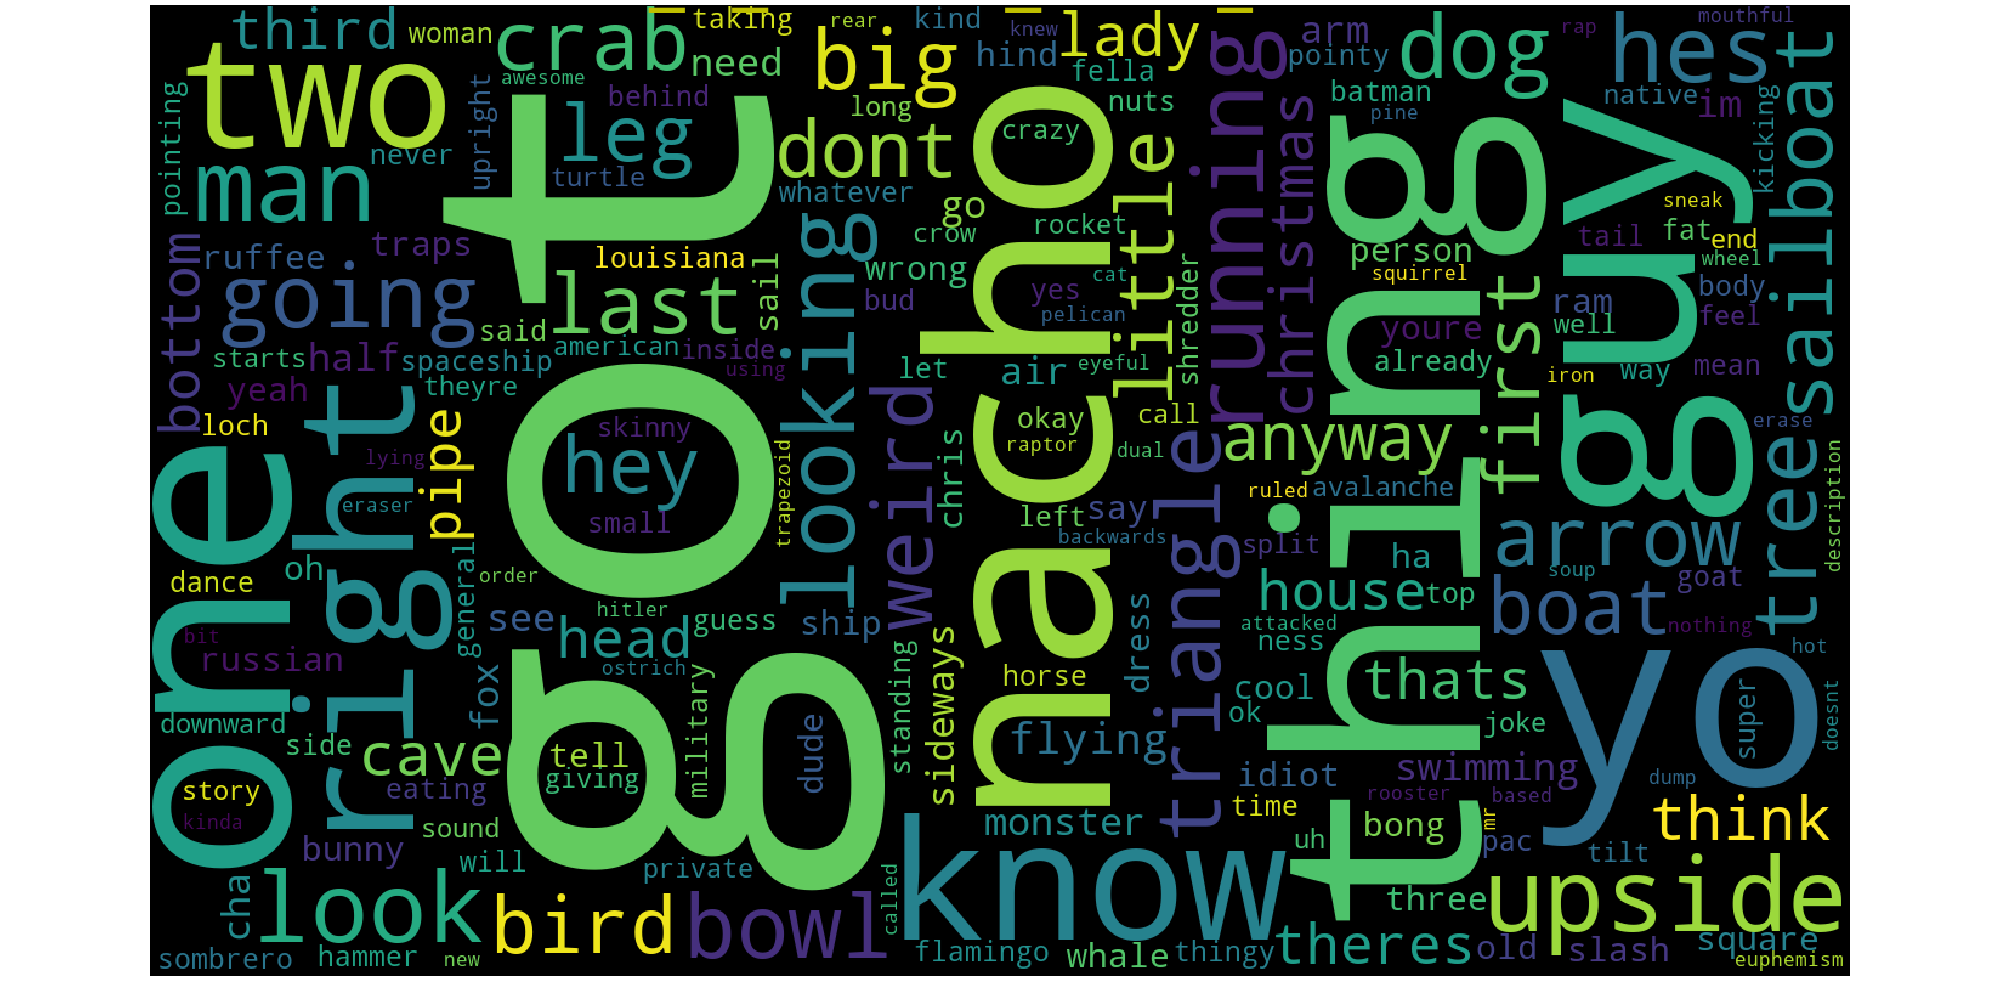 third
woman
crab
taking
need
awesome
big
rear
kind
knew
lady
hind
fella
running
arm
pointy
dog
rap
mouthful
hes
native
im
sailboat
two
man
never
pointing
upright
behind
leg
turtle
long
dont
whatever
nacho
crazy
nuts
little
christmas
batman
pine
thing
guy
kicking
sneak
tail
fat
end
wheel
bottom
ruffee
traps
going
got
louisiana
last
sail
looking
go
crow
wrong
bud
rocket
cat
yes
pelican
shredder
person
squirrel
first
youre
already
ram
well
way
body
feel
said
starts
half
spaceship
american
inside
using
yeah
theyre
let
air
eyeful
iron
mean
tree
one
right
loch
pipe
lying
eraser
hey
skinny
small
trapezoid
weird
chris
okay
raptor
left
call
dual
say
backwards
triangle
anyway
ruled
avalanche
split
arrow
erase
description
dance
oh
general
order
hitler
see
head
guess
ostrich
ship
bit
russian
fox
military
standing
sideways
horse
dress
flying
ha
house
top
attacked
ness
boat
soup
goat
nothing
thats
cool
ok
joke
yo
hot
super
doesnt
downward
side
cave
tell
giving
dude
story
kinda
eating
sound
bunny
will
private
monster
idiot
time
swimming
rooster
based
uh
bong
mr
pac
dump
think
tilt
cha
look
bird
bowl
called
know
three
upside
sombrero
hammer
new
flamingo
whale
thingy
theres
old
slash
square
euphemism